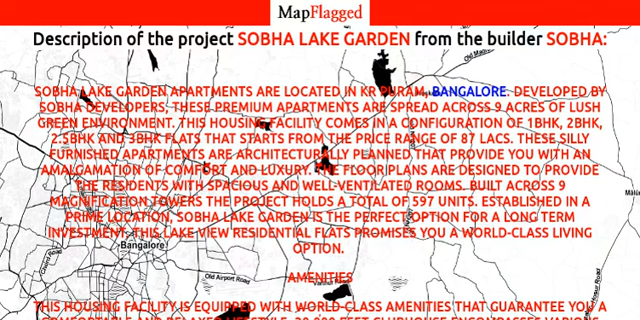 MapFlagged
Description of the project SOBHA LAKE GARDEN from the builder SOBHA:
SOBHA LAKE GARDEN APARTMENTS ARE LOCATED IN KR PURAM, BANGALORE. DEVELOPED BY
SOBHA DEVELOPERS, THESE PREMIUM APARTMENTS ARE SPREAD ACROSS 9 ACRES OF LUSH
GREEN ENVIRONMENT. THIS HOUSING FACILITY COMES IN A CONFIGURATION OF 1BHK, 2BHK,
2.5BHK AND 3BHK FLATS THAT STARTS FROM THE PRICE RANGE OF 87 LACS. THESE SILLY
FURNISHED APARTMENTS ARE ARCHITECTURALLY PLANNED THAT PROVIDE YOU WITH AN
AMALGAMATION OF COMFORT AND LUXURY. THE FLOOR PLANS ARE DESIGNED TO PROVIDE
THE RESIDENTS WITH SPACIOUS AND WELL-VENTILATED ROOMS. BUILT ACROSS 9
MAGNIFICATION TOWERS THE PROJECT HOLDS A TOTAL OF 597 UNITS. ESTABLISHED IN A
PRIME LOCATION, SOBHA LAKE GARDEN IS THE PERFECT OPTION FOR A LONG TERM
INVESTMENT. THIS LAKE VIEW RESIDENTIAL FLATS PROMISES YOU A WORLD-CLASS LIVING
OPTION.
Bangalore
Old Airport Road
AMENITIES
THIS HOUSING FACILITY IS EQUIPPED WITH WORLD-CLASS AMENITIES THAT GUARANTEE YOU A